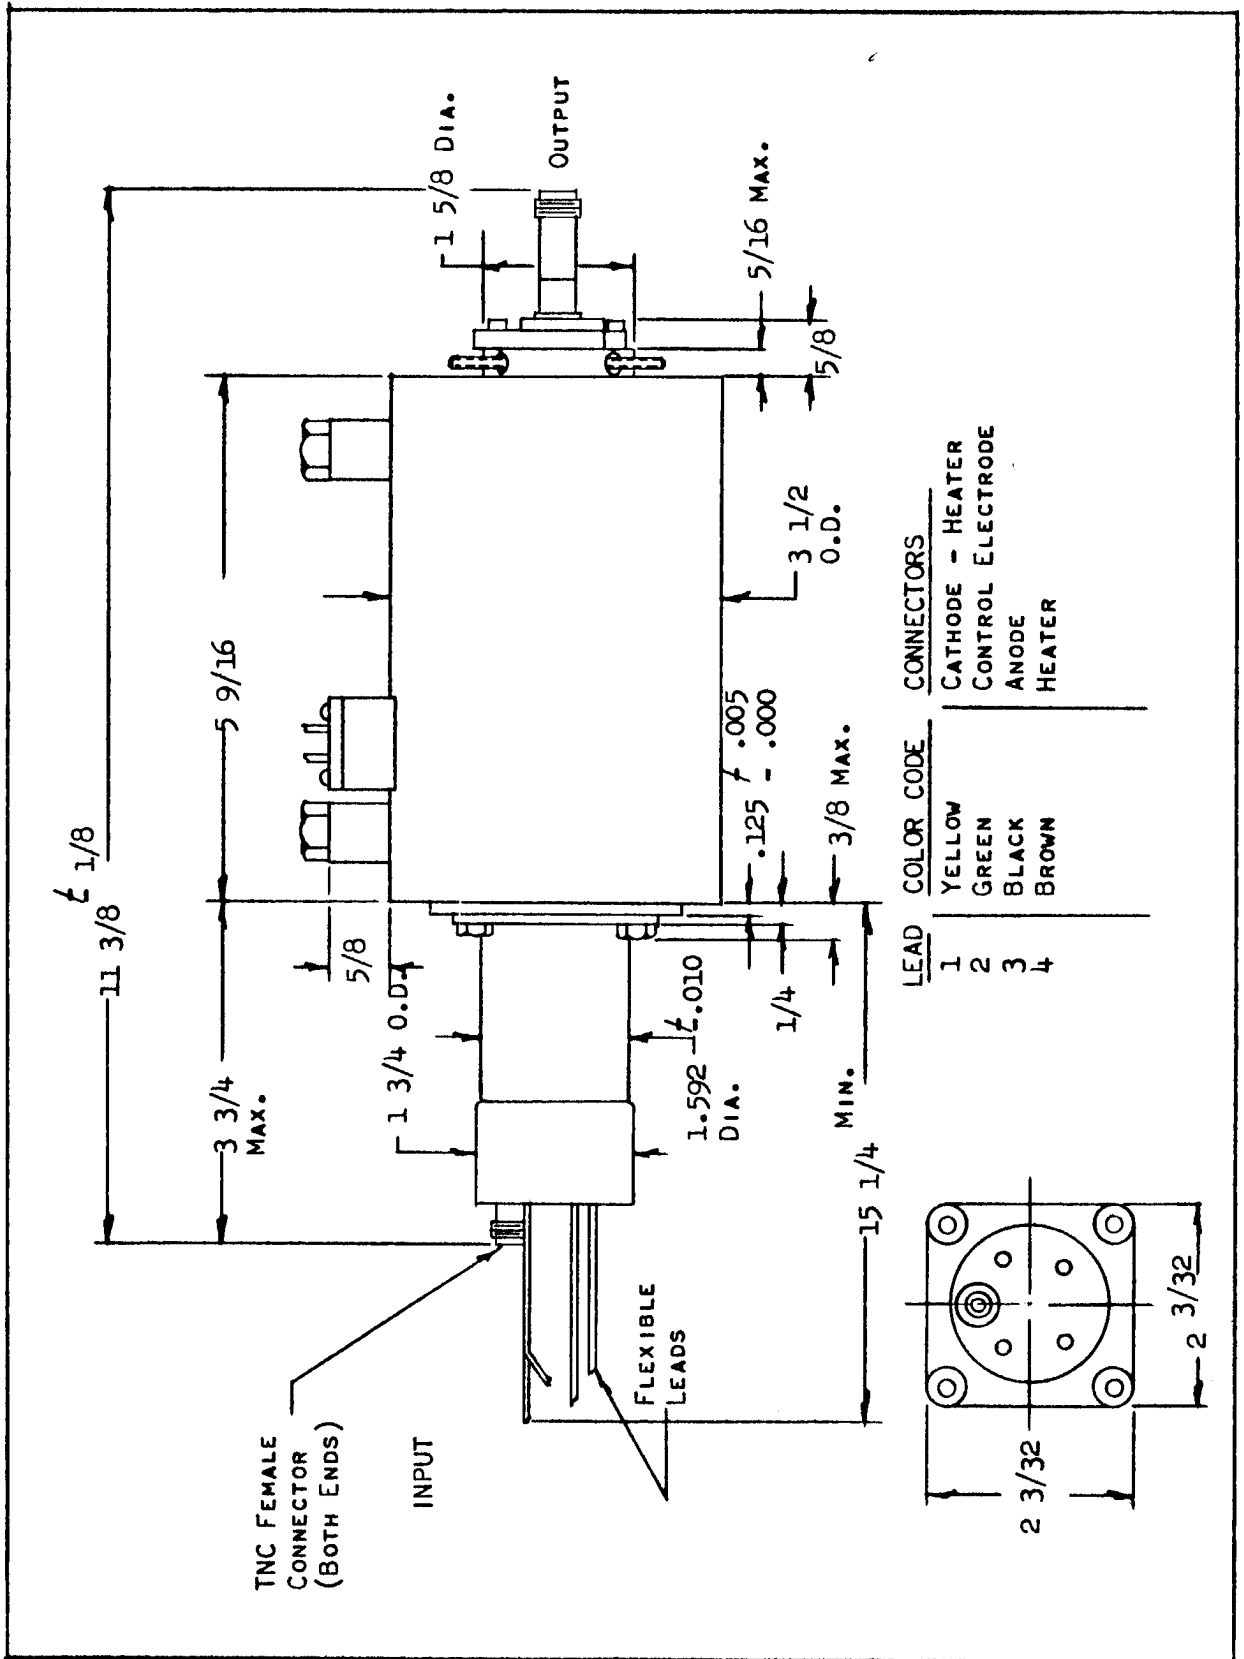 11 3/8 ± 1/8
3 3/4
MAX.
5 9/16
5/8
1 3/4 O.D.
1 5/8 DIA.
OUTPUT
TNC FEMALE
CONNECTOR
(BOTH ENDS)
INPUT
FLEXIBLE
LEADS
1.592 ± .010
DIA.
1/4
.125 + .005
- .000
3/8 MAX.
3 1/2
O.D.
5/16 MAX.
5/8
15 1/4 MIN.
2 3/32
2 3/32
LEAD COLOR CODE CONNECTORS
1 YELLOW CATHODE - HEATER
2 GREEN CONTROL ELECTRODE
3 BLACK ANODE
4 BROWN HEATER